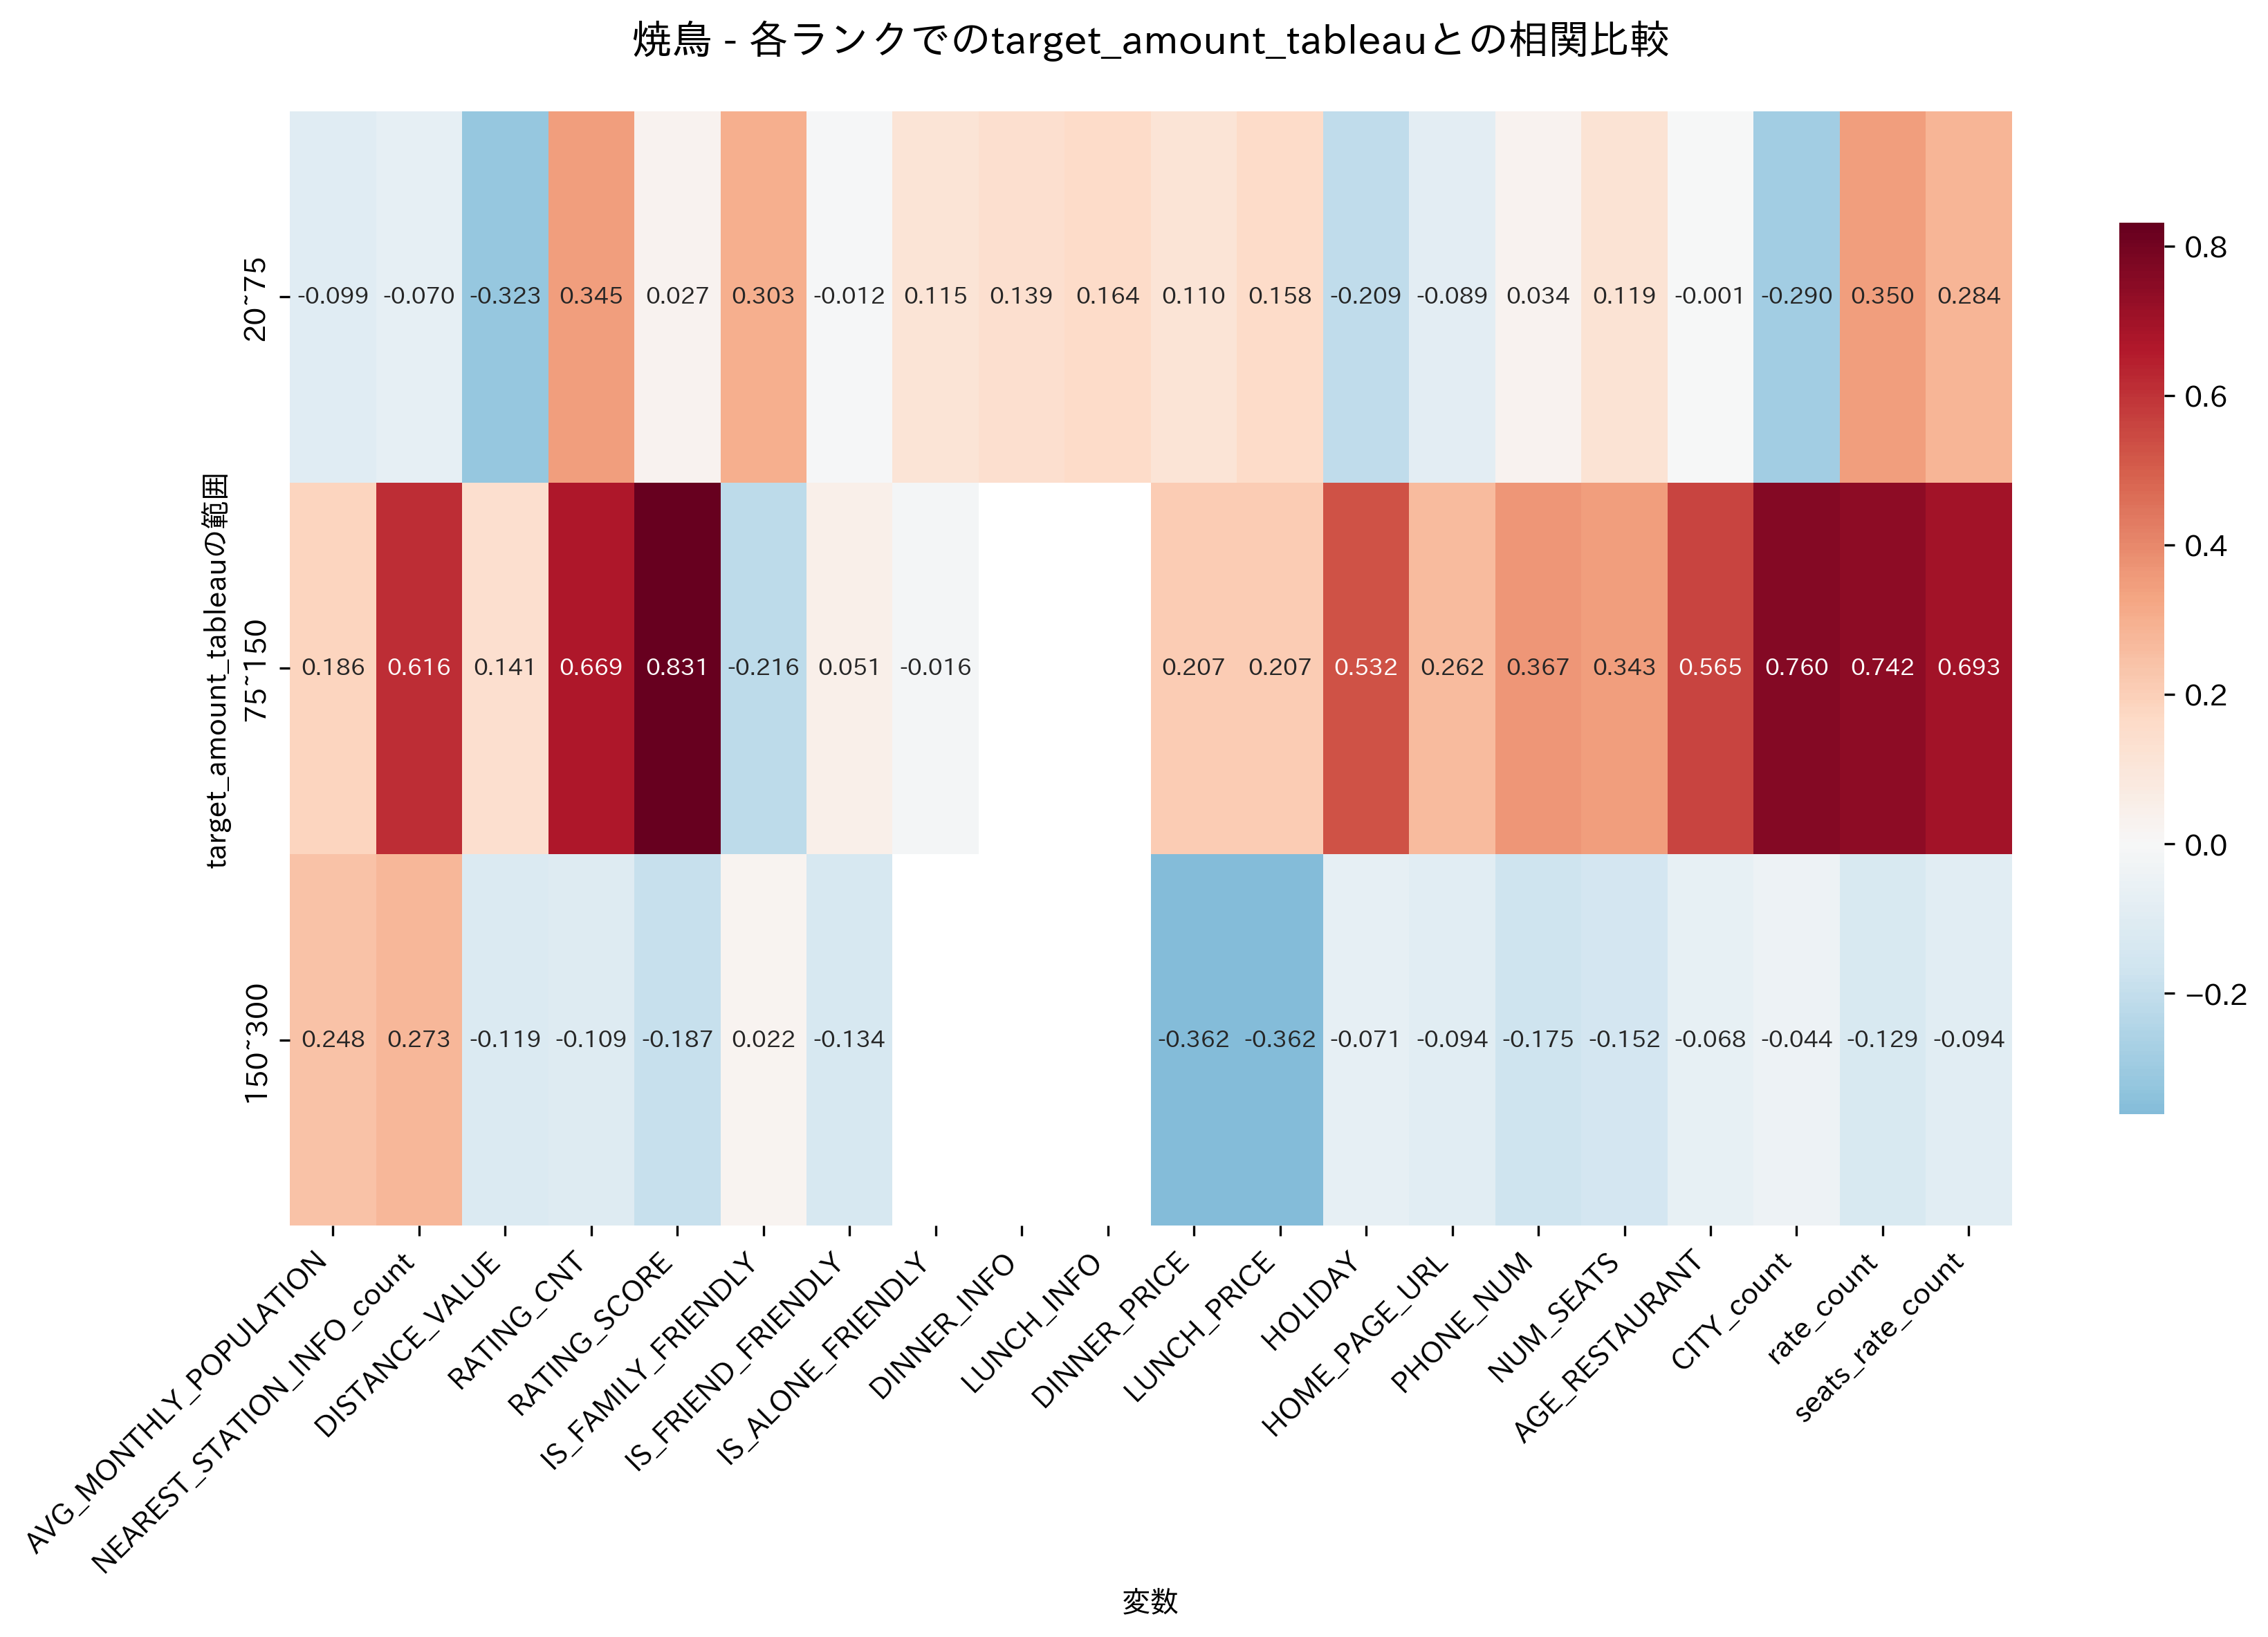 焼鳥 - 各ランクでのtarget_amount_tableauとの相関比較
target_amount_tableauの範囲
20~75
-0.099 -0.070 -0.323 0.345 0.027 0.303 -0.012 0.115 0.139 0.164 0.110 0.158 -0.209 -0.089 0.034 0.119 -0.001 -0.290 0.350 0.284
75~150
0.186 0.616 0.141 0.669 0.831 -0.216 0.051 -0.016 0.207 0.207 0.532 0.262 0.367 0.343 0.565 0.760 0.742 0.693
150~300
0.248 0.273 -0.119 -0.109 -0.187 0.022 -0.134 -0.362 -0.362 -0.071 -0.094 -0.175 -0.152 -0.068 -0.044 -0.129 -0.094
AVG_MONTHLY_POPULATION
NEAREST_STATION_INFO_count
DISTANCE_VALUE
RATING_CNT
RATING_SCORE
IS_FAMILY_FRIENDLY
IS_FRIEND_FRIENDLY
IS_ALONE_FRIENDLY
DINNER_INFO
LUNCH_INFO
DINNER_PRICE
LUNCH_PRICE
HOLIDAY
HOME_PAGE_URL
PHONE_NUM
NUM_SEATS
AGE_RESTAURANT
CITY_count
rate_count
seats_rate_count
変数
0.8
0.6
0.4
0.2
0.0
−0.2